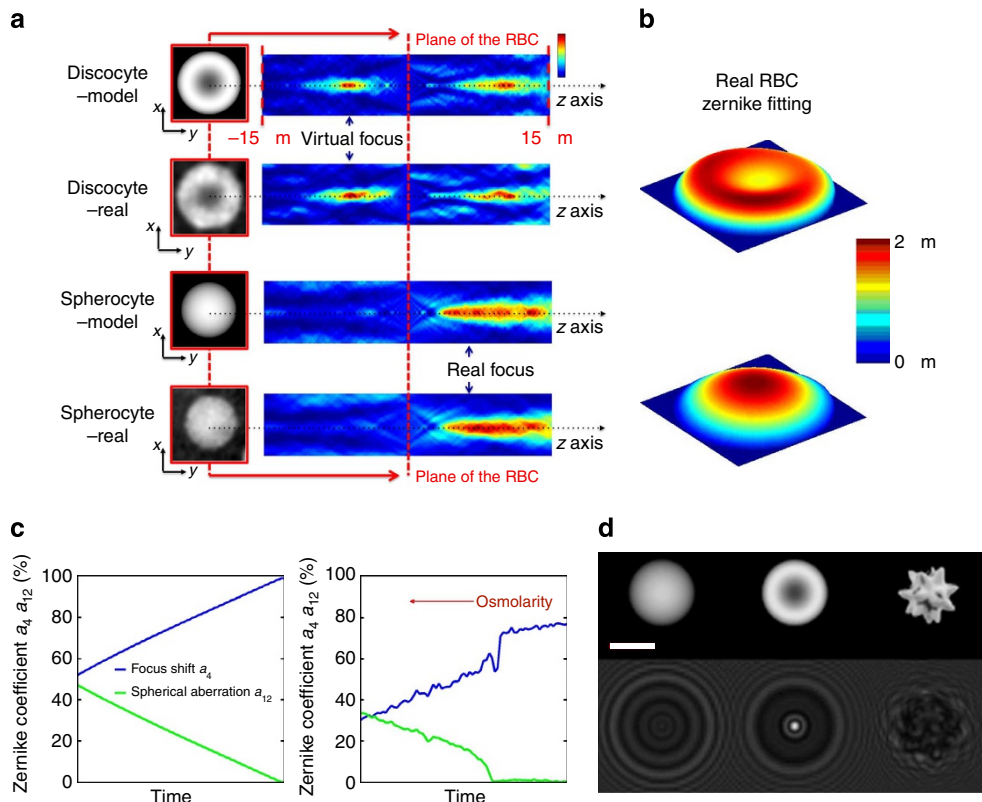 a
Plane of the RBC
Discocyte
–model
x
y
z axis
–15 m
Virtual focus
15 m
Discocyte
–real
x
y
z axis
Spherocyte
–model
x
y
z axis
Real focus
Spherocyte
–real
x
y
z axis
Plane of the RBC
b
Real RBC
zernike fitting
2 m
0 m
c
Zernike coefficient a4 a12 (%)
100
80
60
40
20
0
Focus shift a4
Spherical aberration a12
Time
Zernike coefficient a4 a12 (%)
100
80
60
40
20
0
Osmolarity
Time
d